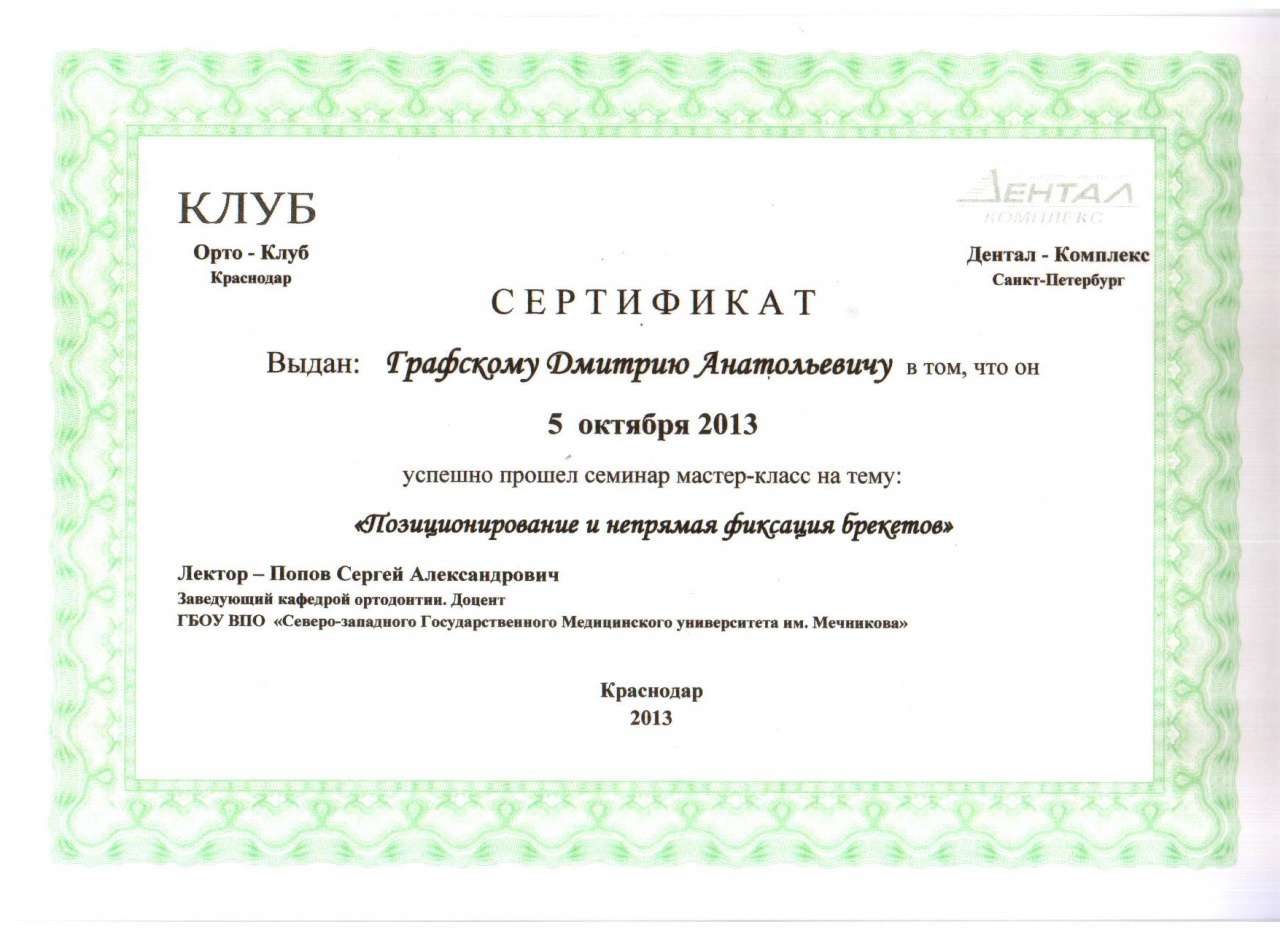 КЛУБ
Орто - Клуб
Краснодар
ДЕНТАЛ
КОМПЛЕКС
Дентал - Комплекс
Санкт-Петербург
СЕРТИФИКАТ
Выдан: Графскому Дмитрию Анатольевичу в том, что он
5 октября 2013
успешно прошел семинар мастер-класс на тему:
«Позиционирование и непрямая фиксация брекетов»
Лектор – Попов Сергей Александрович
Заведующий кафедрой ортодонтии. Доцент
ГБОУ ВПО «Северо-западного Государственного Медицинского университета им. Мечникова»
Краснодар
2013